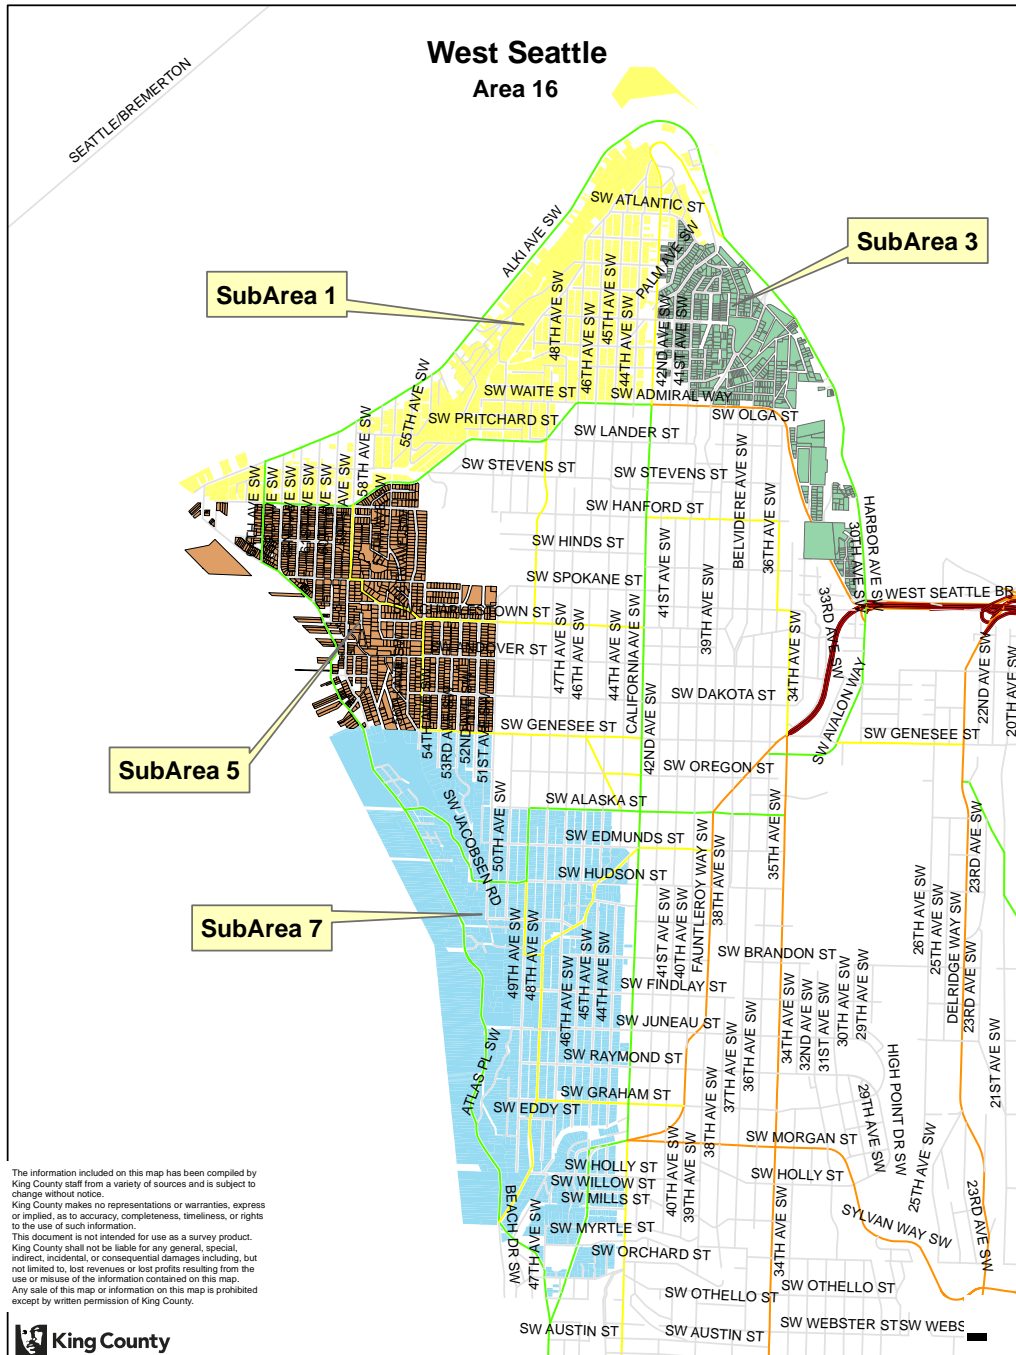 West Seattle
Area 16
SEATTLE/BREMERTON
SW ATLANTIC ST
ALKI AVE SW
PALM AVE SW
SubArea 3
SubArea 1
48TH AVE SW
46TH AVE SW
45TH AVE SW
44TH AVE SW
42ND AVE SW
41ST AVE SW
SW WAITE ST
SW ADMIRAL WAY
SW OLGA ST
55TH AVE SW
SW PRITCHARD ST
SW LANDER ST
58TH AVE SW
SW STEVENS ST
SW STEVENS ST
BELVIDERE AVE SW
36TH AVE SW
SW HANFORD ST
HARBOR AVE SW
30TH AVE SW
SW HINDS ST
SW SPOKANE ST
41ST AVE SW
39TH AVE SW
33RD AVE SW
WEST SEATTLE BR
CHARLESTOWN ST
ANDOVER ST
47TH AVE SW
46TH AVE SW
44TH AVE SW
CALIFORNIA AVE SW
34TH AVE SW
SW DAKOTA ST
22ND AVE SW
20TH AVE SW
SW GENESEE ST
42ND AVE SW
SW AVALON WAY
SW GENESEE ST
SubArea 5
54TH AVE SW
53RD AVE SW
52ND AVE SW
51ST AVE SW
SW OREGON ST
SW JACOBSEN RD
50TH AVE SW
SW ALASKA ST
35TH AVE SW
23RD AVE SW
SW EDMUNDS ST
SW HUDSON ST
FAUNTLEROY WAY SW
38TH AVE SW
SubArea 7
49TH AVE SW
48TH AVE SW
46TH AVE SW
45TH AVE SW
44TH AVE SW
41ST AVE SW
40TH AVE SW
SW BRANDON ST
26TH AVE SW
25TH AVE SW
DELRIDGE WAY SW
23RD AVE SW
SW FINDLAY ST
34TH AVE SW
32ND AVE SW
31ST AVE SW
30TH AVE SW
29TH AVE SW
SW JUNEAU ST
37TH AVE SW
36TH AVE SW
SW RAYMOND ST
ATLAS PL SW
SW GRAHAM ST
SW EDDY ST
38TH AVE SW
29TH AVE SW
HIGH POINT DR SW
21ST AVE SW
SW MORGAN ST
40TH AVE SW
39TH AVE SW
25TH AVE SW
SW HOLLY ST
SW HOLLY ST
SW WILLOW ST
SW MILLS ST
BEACH DR SW
47TH AVE SW
SW MYRTLE ST
34TH AVE SW
SYLVAN WAY SW
23RD AVE SW
SW ORCHARD ST
SW OTHELLO ST
SW OTHELLO ST
SW AUSTIN ST
SW AUSTIN ST
SW WEBSTER ST
SW WEBS
The information included on this map has been compiled by
King County staff from a variety of sources and is subject to
change without notice.
King County makes no representations or warranties, express
or implied, as to accuracy, completeness, timeliness, or rights
to the use of such information.
This document is not intended for use as a survey product.
King County shall not be liable for any general, special,
indirect, incidental, or consequential damages including, but
not limited to, lost revenues or lost profits resulting from the
use or misuse of the information contained on this map.
Any sale of this map or information on this map is prohibited
except by written permission of King County.
King County